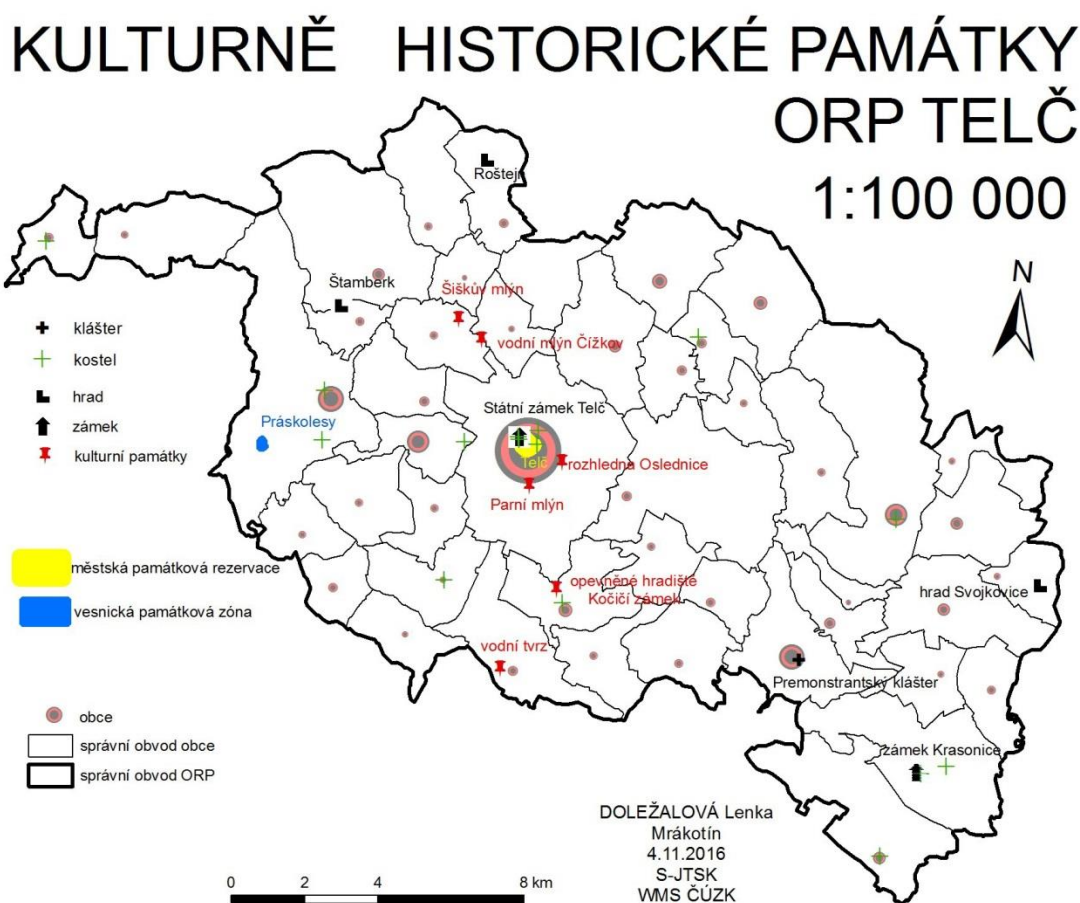 KULTURNĚ HISTORICKÉ PAMÁTKY
ORP TELČ
1:100 000
N
Roštejn
Štamberk
Šiškův mlýn
vodní mlýn Čížkov
klášter
kostel
hrad
zámek
kulturní památky
Práskolesy
Státní zámek Telč
Telč
rozhledna Oslednice
Parní mlýn
městská památková rezervace
vesnická památková zóna
opevněné hradiště
Kočičí zámek
hrad Svojkovice
vodní tvrz
Premonstrantský klášter
obce
správní obvod obce
správní obvod ORP
zámek Krasonice
DOLEŽALOVÁ Lenka
Mrákotín
4.11.2016
S-JTSK
WMS ČÚZK
0 2 4 8 km